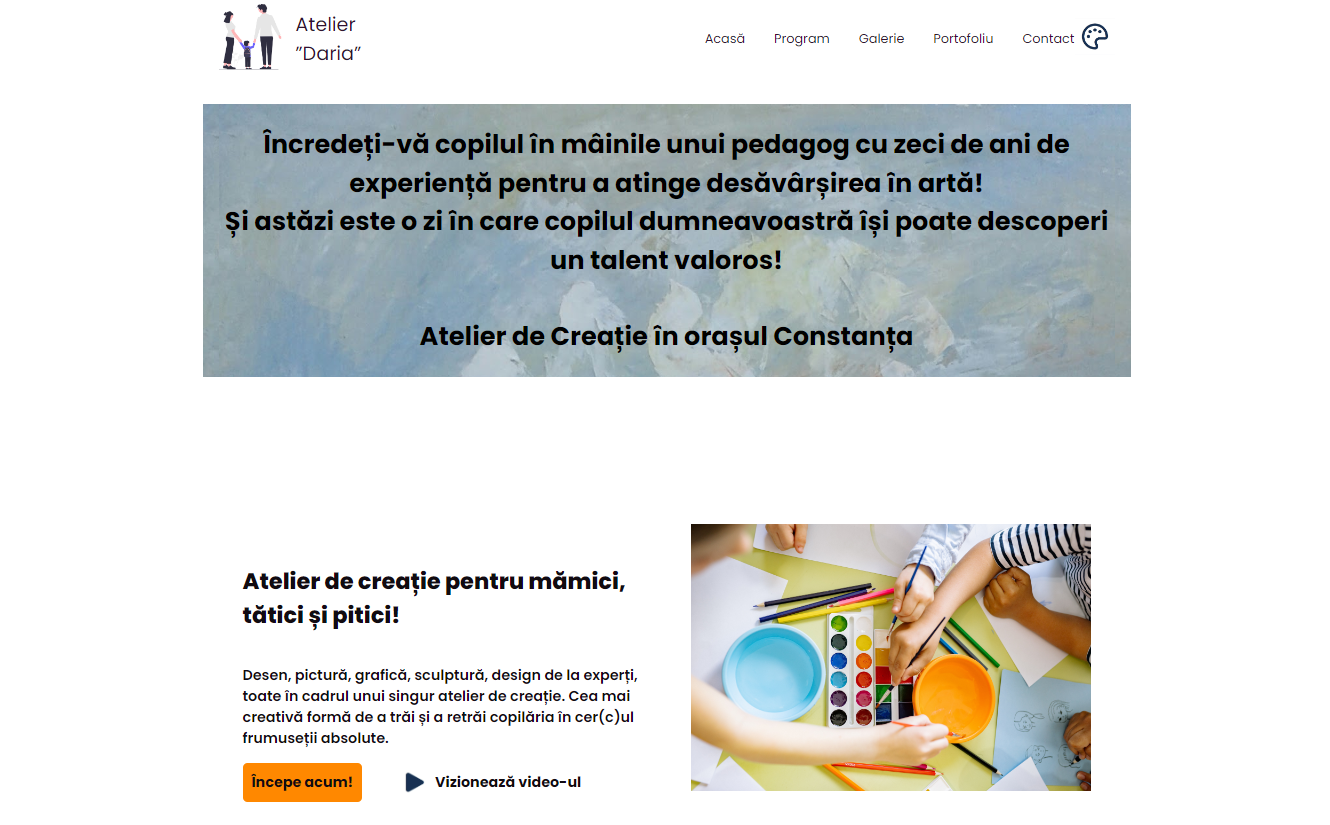 Atelier
”Daria”
Acasă
Program
Galerie
Portofoliu
Contact
Încredeți-vă copilul în mâinile unui pedagog cu zeci de ani de
experiență pentru a atinge desăvârșirea în artă!
Și astăzi este o zi în care copilul dumneavoastră își poate descoperi
un talent valoros!
Atelier de Creație în orașul Constanța
Atelier de creație pentru mămici,
tătici și pitici!
Desen, pictură, grafică, sculptură, design de la experți,
toate în cadrul unui singur atelier de creație. Cea mai
creativă formă de a trăi și a retrăi copilăria în cer(c)ul
frumuseții absolute.
Începe acum!
Vizionează video-ul